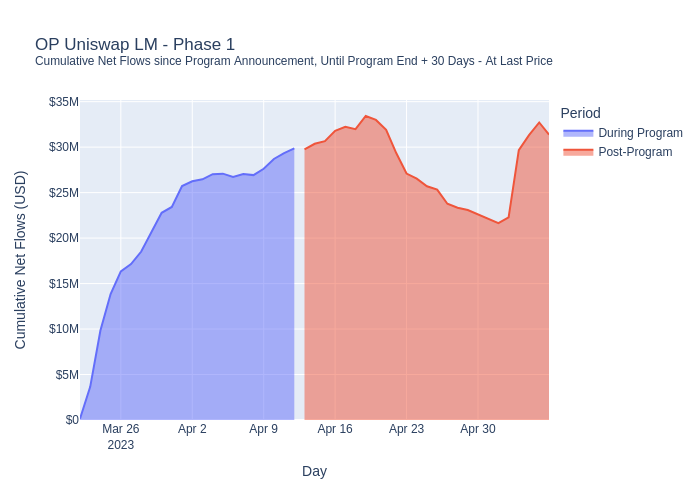 OP Uniswap LM - Phase 1
Cumulative Net Flows since Program Announcement, Until Program End + 30 Days - At Last Price
Period
During Program
Post-Program
Cumulative Net Flows (USD)
$35M
$30M
$25M
$20M
$15M
$10M
$5M
$0
Mar 26
2023
Apr 2
Apr 9
Apr 16
Apr 23
Apr 30
Day